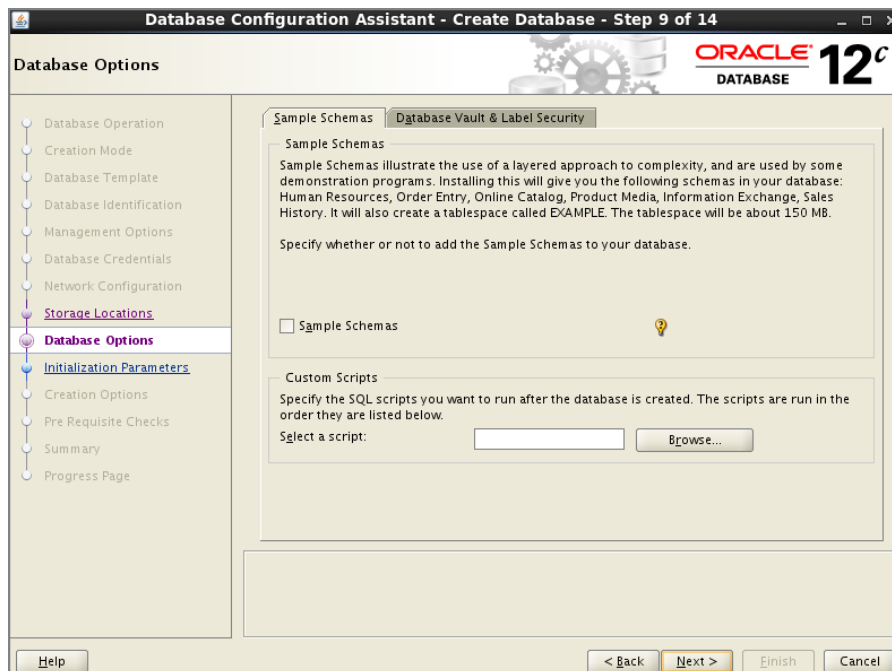 Database Configuration Assistant - Create Database - Step 9 of 14
Database Options
ORACLE
DATABASE
12c
Database Operation
Creation Mode
Database Template
Database Identification
Management Options
Database Credentials
Network Configuration
Storage Locations
Database Options
Initialization Parameters
Creation Options
Pre Requisite Checks
Summary
Progress Page
Sample Schemas
Database Vault & Label Security
Sample Schemas
Sample Schemas illustrate the use of a layered approach to complexity, and are used by some
demonstration programs. Installing this will give you the following schemas in your database:
Human Resources, Order Entry, Online Catalog, Product Media, Information Exchange, Sales
History. It will also create a tablespace called EXAMPLE. The tablespace will be about 150 MB.
Specify whether or not to add the Sample Schemas to your database.
Sample Schemas
Custom Scripts
Specify the SQL scripts you want to run after the database is created. The scripts are run in the
order they are listed below.
Select a script:
Browse...
Help
< Back
Next >
Finish
Cancel